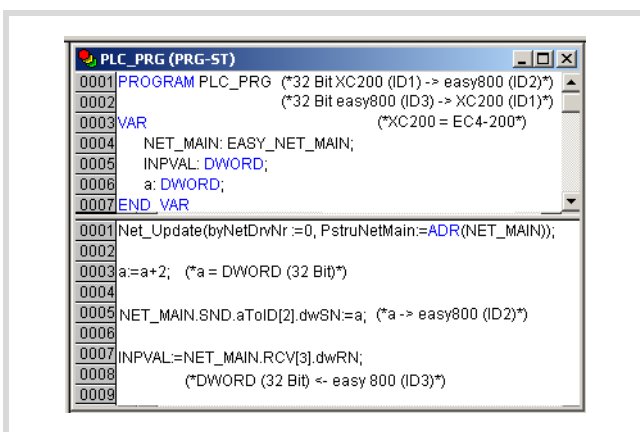 PLC_PRG (PRG-ST)
0001 PROGRAM PLC_PRG (*32 Bit XC200 (ID1) -> easy800 (ID2)*)
0002 (*32 Bit easy800 (ID3) -> XC200 (ID1)*)
0003 VAR (*XC200 = EC4-200*)
0004 NET_MAIN: EASY_NET_MAIN;
0005 INPVAL: DWORD;
0006 a: DWORD;
0007 END_VAR
0001 Net_Update(byNetDrvNr :=0, PstruNetMain:=ADR(NET_MAIN));
0002
0003 a:=a+2; (*a = DWORD (32 Bit)*)
0004
0005 NET_MAIN.SND.aToID[2].dwSN:=a; (*a -> easy800 (ID2)*)
0006
0007 INPVAL:=NET_MAIN.RCV[3].dwRN;
0008 (*DWORD (32 Bit) <- easy 800 (ID3)*)
0009